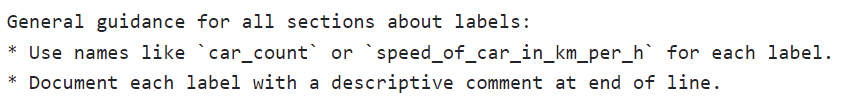 General guidance for all sections about labels:
* Use names like `car_count` or `speed_of_car_in_km_per_h` for each label.
* Document each label with a descriptive comment at end of line.